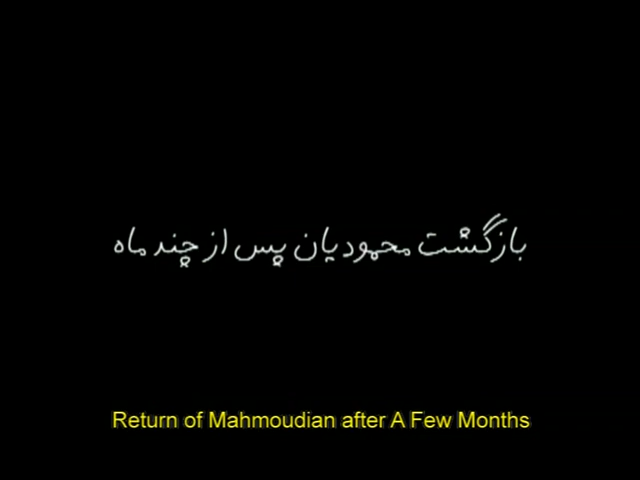 بازگشت محمودیان پس از چند ماه
Return of Mahmoudian after A Few Months